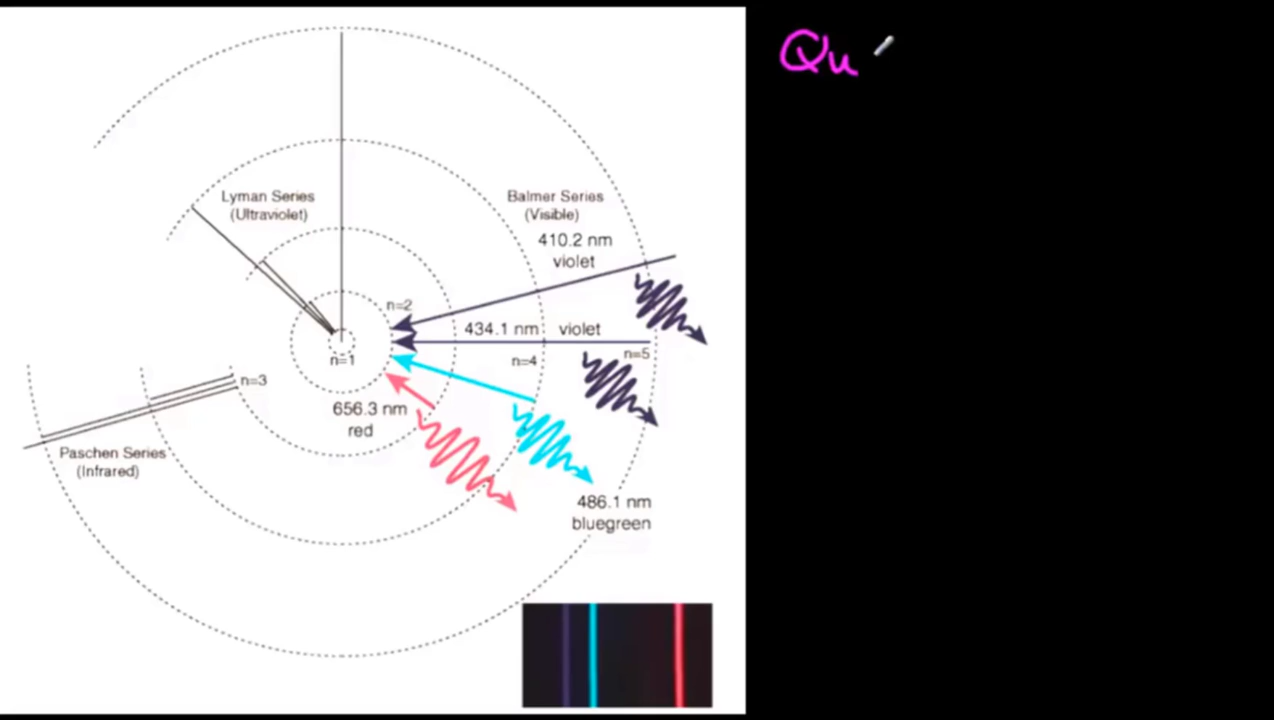 Qu
Lyman Series
(Ultraviolet)
Balmer Series
(Visible)
410.2 nm
violet
n=2
434.1 nm violet
n=5
n=4
n=1
n=3
656.3 nm
red
Paschen Series
(Infrared)
486.1 nm
bluegreen